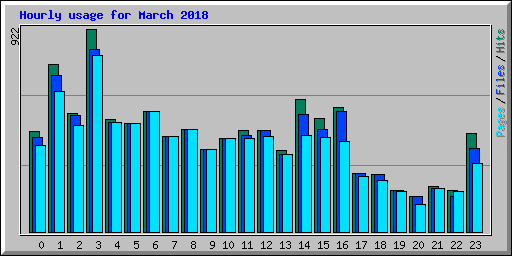 Hourly usage for March 2018
922
Pages/Files/Hits
0 1 2 3 4 5 6 7 8 9 10 11 12 13 14 15 16 17 18 19 20 21 22 23